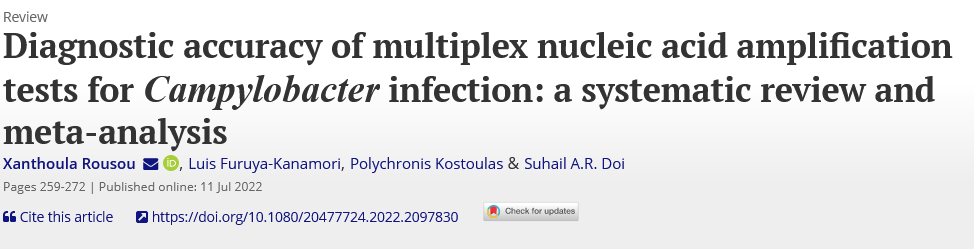 Review
Diagnostic accuracy of multiplex nucleic acid amplification
tests for Campylobacter infection: a systematic review and
meta-analysis
Xanthoula Rousou iD, Luis Furuya-Kanamori, Polychronis Kostoulas & Suhail A.R. Doi
Pages 259-272 | Published online: 11 Jul 2022
Cite this article https://doi.org/10.1080/20477724.2022.2097830 Check for updates